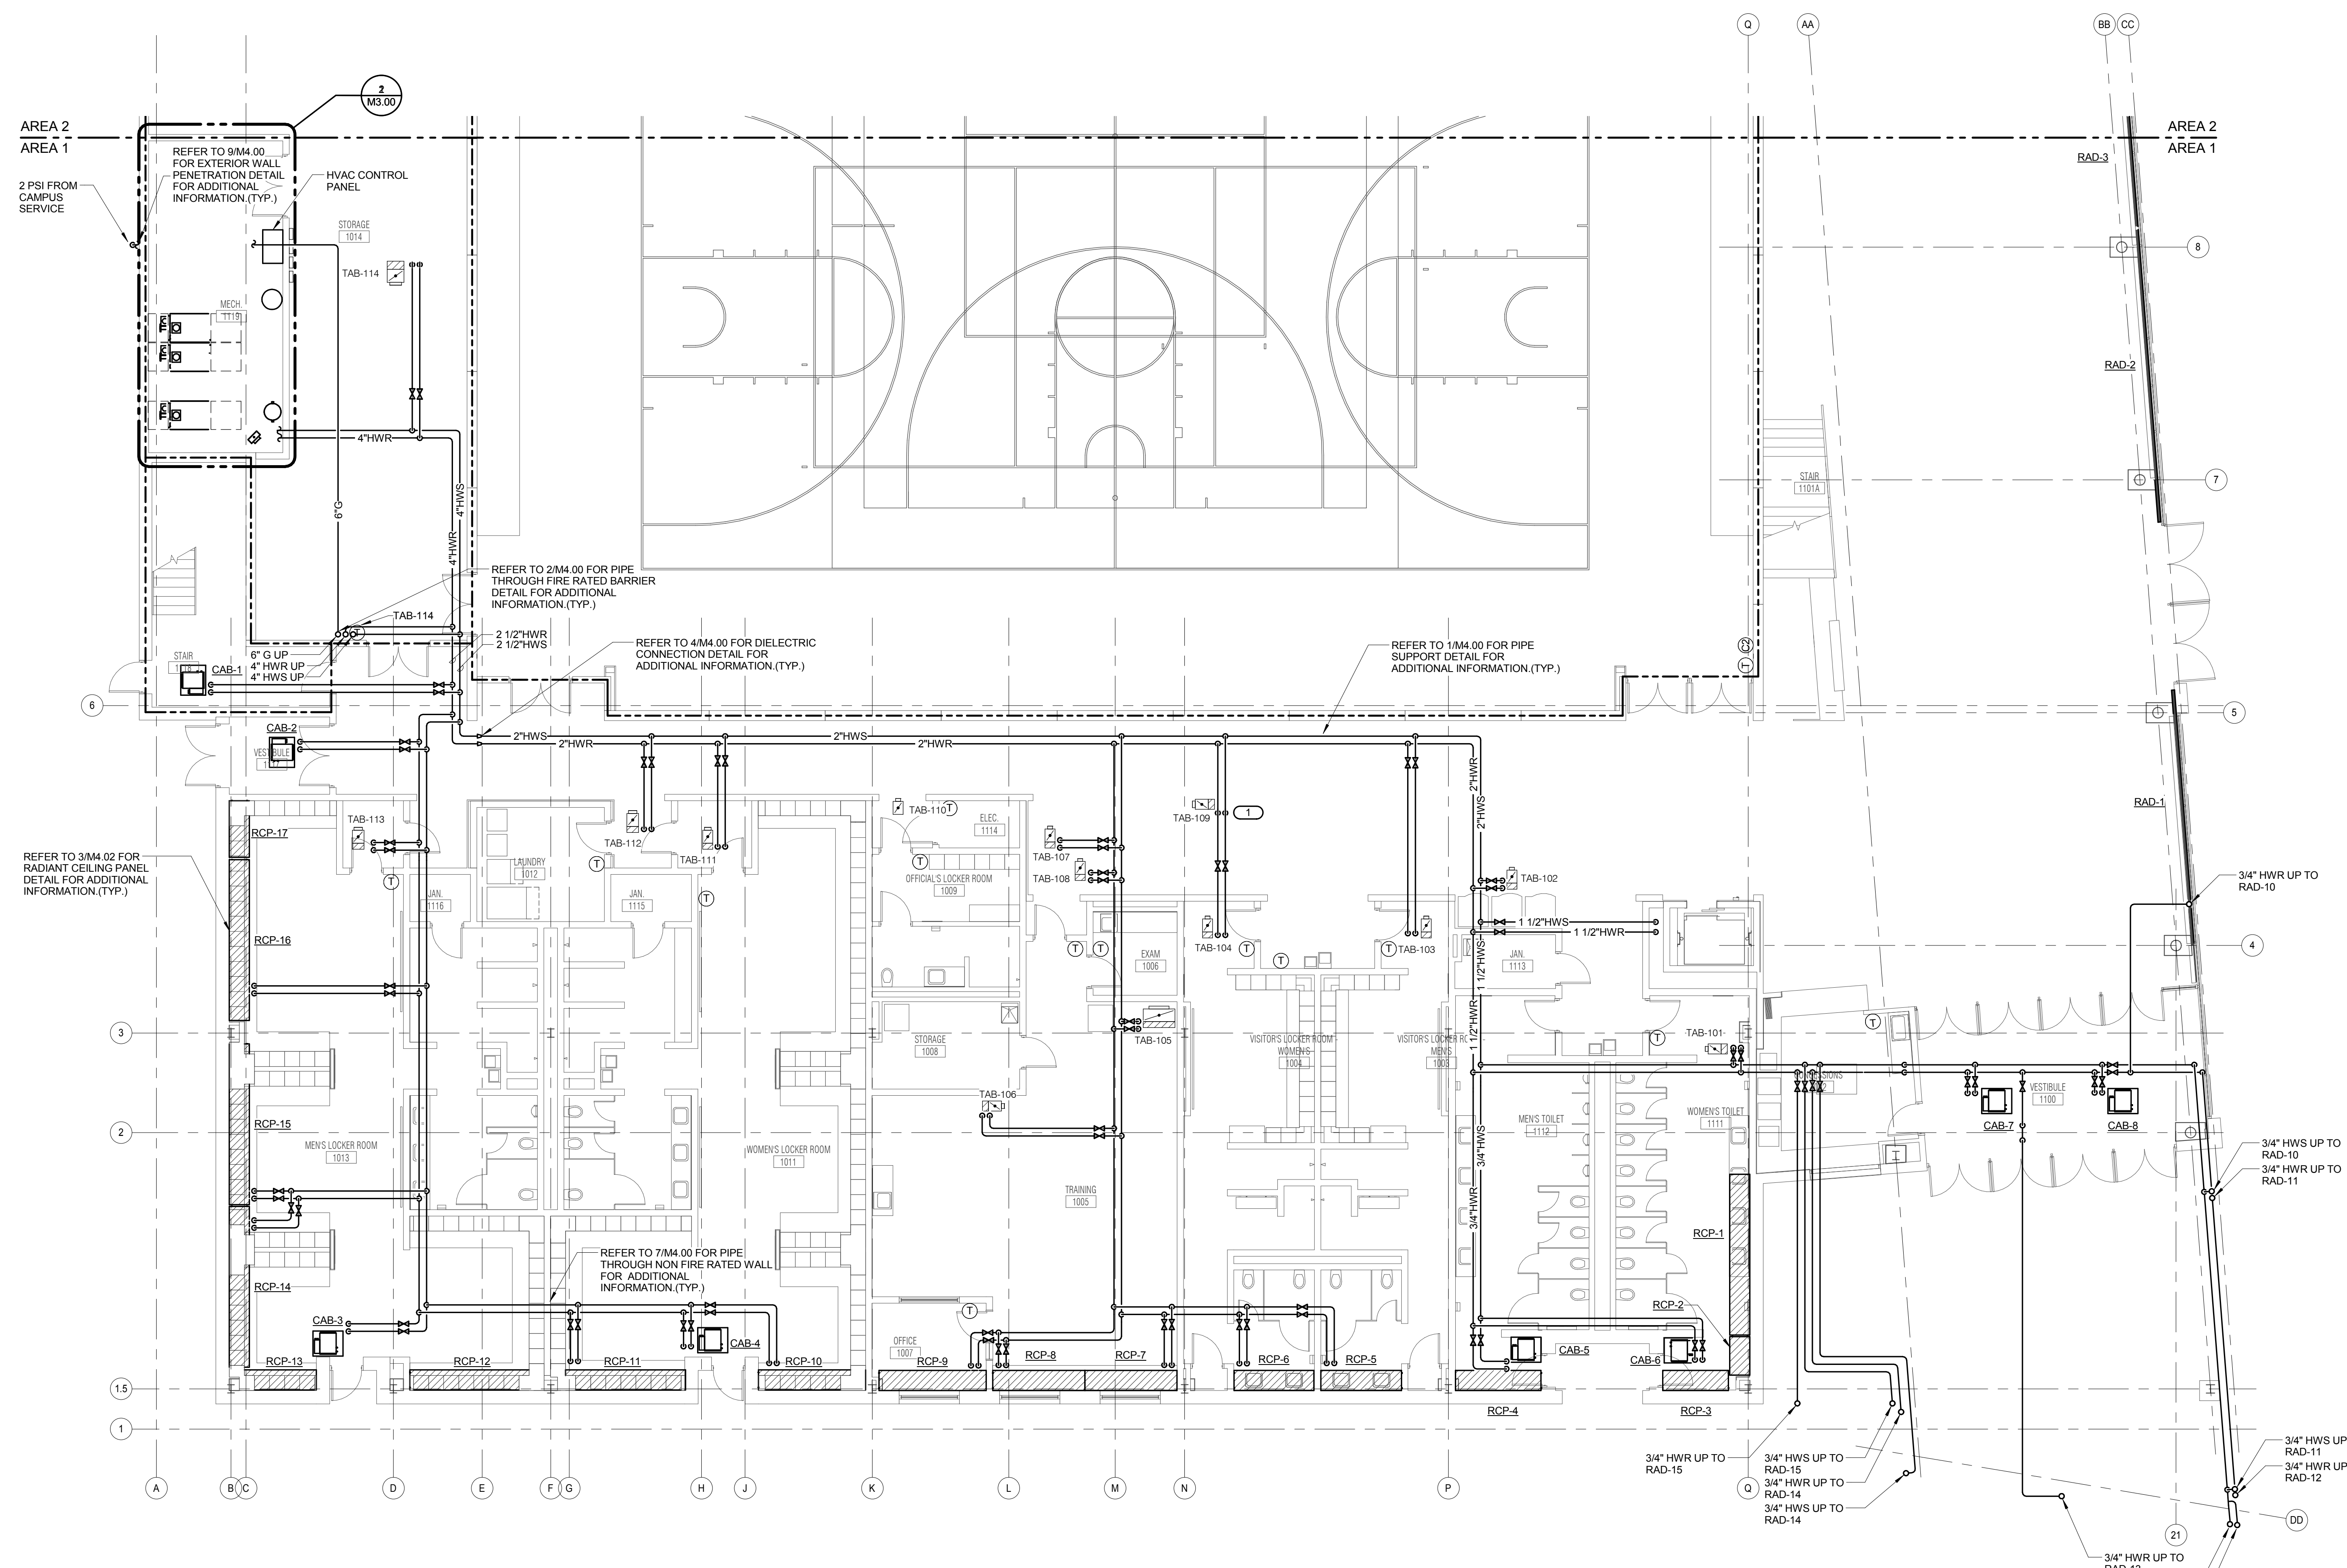 Q
AA
BB
CC
2
M3.00
AREA 2
AREA 1
AREA 2
AREA 1
REFER TO 9/M4.00
FOR EXTERIOR WALL
PENETRATION DETAIL
FOR ADDITIONAL
INFORMATION.(TYP.)
2 PSI FROM
CAMPUS
SERVICE
HVAC CONTROL
PANEL
STORAGE
1014
TAB-114
MECH.
1119
4"HWR
6"G
4"HWR
4"HWS
RAD-3
8
RAD-2
7
STAIR
1101A
REFER TO 2/M4.00 FOR PIPE
THROUGH FIRE RATED BARRIER
DETAIL FOR ADDITIONAL
INFORMATION.(TYP.)
TAB-114
T
2 1/2"HWR
2 1/2"HWS
6" G UP
4" HWR UP
4" HWS UP
STAIR
CAB-1
REFER TO 4/M4.00 FOR DIELECTRIC
CONNECTION DETAIL FOR
ADDITIONAL INFORMATION.(TYP.)
REFER TO 1/M4.00 FOR PIPE
SUPPORT DETAIL FOR
ADDITIONAL INFORMATION.(TYP.)
C2
T
6
5
CAB-2
VESTIBULE
2"HWS
2"HWR
2"HWS
2"HWR
2"HWR
2"HWS
RAD-1
REFER TO 3/M4.02 FOR
RADIANT CEILING PANEL
DETAIL FOR ADDITIONAL
INFORMATION.(TYP.)
RCP-17
TAB-113
T
TAB-112
TAB-111
T
LAUNDRY
1012
JAN.
1116
JAN.
1115
T
TAB-110
T
ELEC.
1114
T
OFFICIAL'S LOCKER ROOM
1009
TAB-107
TAB-108
TAB-109
1
TAB-102
3/4" HWR UP TO
RAD-10
RCP-16
TAB-104
TAB-103
T
T
T
T
T
EXAM
1006
1 1/2"HWS
1 1/2"HWR
JAN.
1113
1 1/2"HWS
1 1/2"HWR
4
3
STORAGE
1008
TAB-105
VISITOR'S LOCKER ROOM -
WOMEN'S
1004
MEN'S
1003
T
TAB-101
T
TAB-106
VESTIBULE
1100
CAB-7
CAB-8
2
RCP-15
MEN'S LOCKER ROOM
1013
WOMEN'S LOCKER ROOM
1011
3/4"HWS
3/4"HWR
MEN'S TOILET
1112
WOMEN'S TOILET
1111
3/4" HWS UP TO
RAD-10
3/4" HWR UP TO
RAD-11
TRAINING
1005
RCP-1
REFER TO 7/M4.00 FOR PIPE
THROUGH NON FIRE RATED WALL
FOR ADDITIONAL
INFORMATION.(TYP.)
RCP-14
CAB-3
T
OFFICE
1007
RCP-2
CAB-4
RCP-13
RCP-12
RCP-11
RCP-10
RCP-9
RCP-8
RCP-7
RCP-6
RCP-5
CAB-5
CAB-6
1.5
RCP-4
RCP-3
1
3/4" HWR UP TO
RAD-15
3/4" HWS UP TO
RAD-15
3/4" HWR UP TO
RAD-14
3/4" HWS UP TO
RAD-14
3/4" HWS UP
RAD-11
3/4" HWR UP
RAD-12
A
B
C
D
E
F
G
H
J
K
L
M
N
P
Q
DD
21
3/4" HWR UP TO